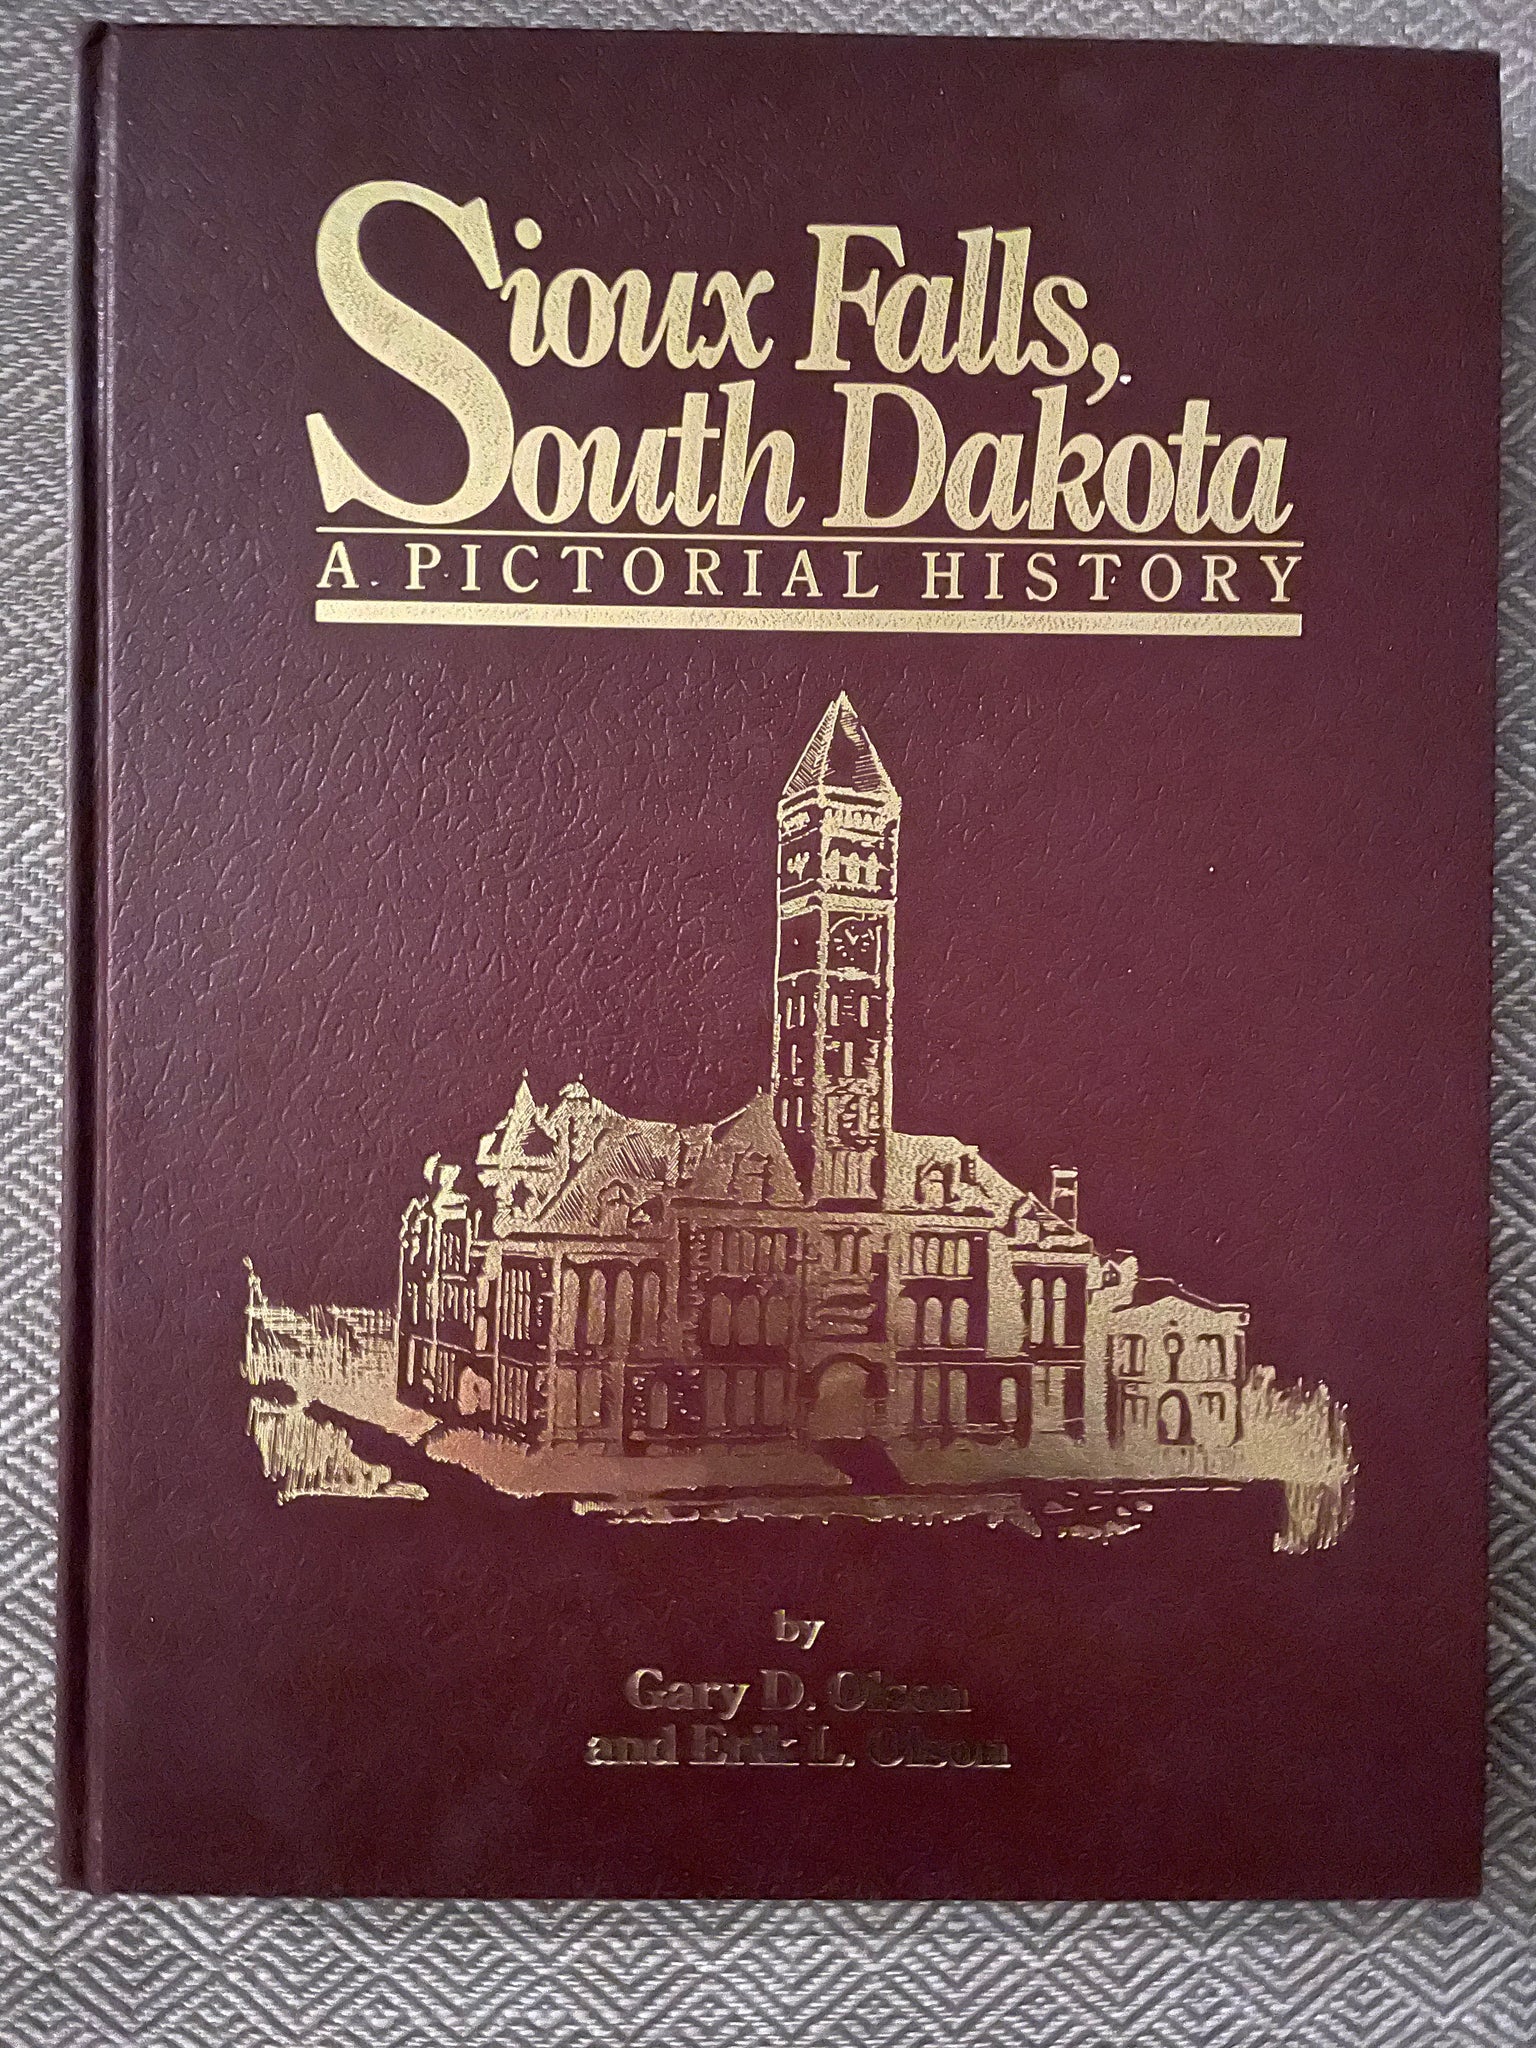 Sioux Falls,
South Dakota
A PICTORIAL HISTORY
by
Gary D. Olson
and Erik L. Olson